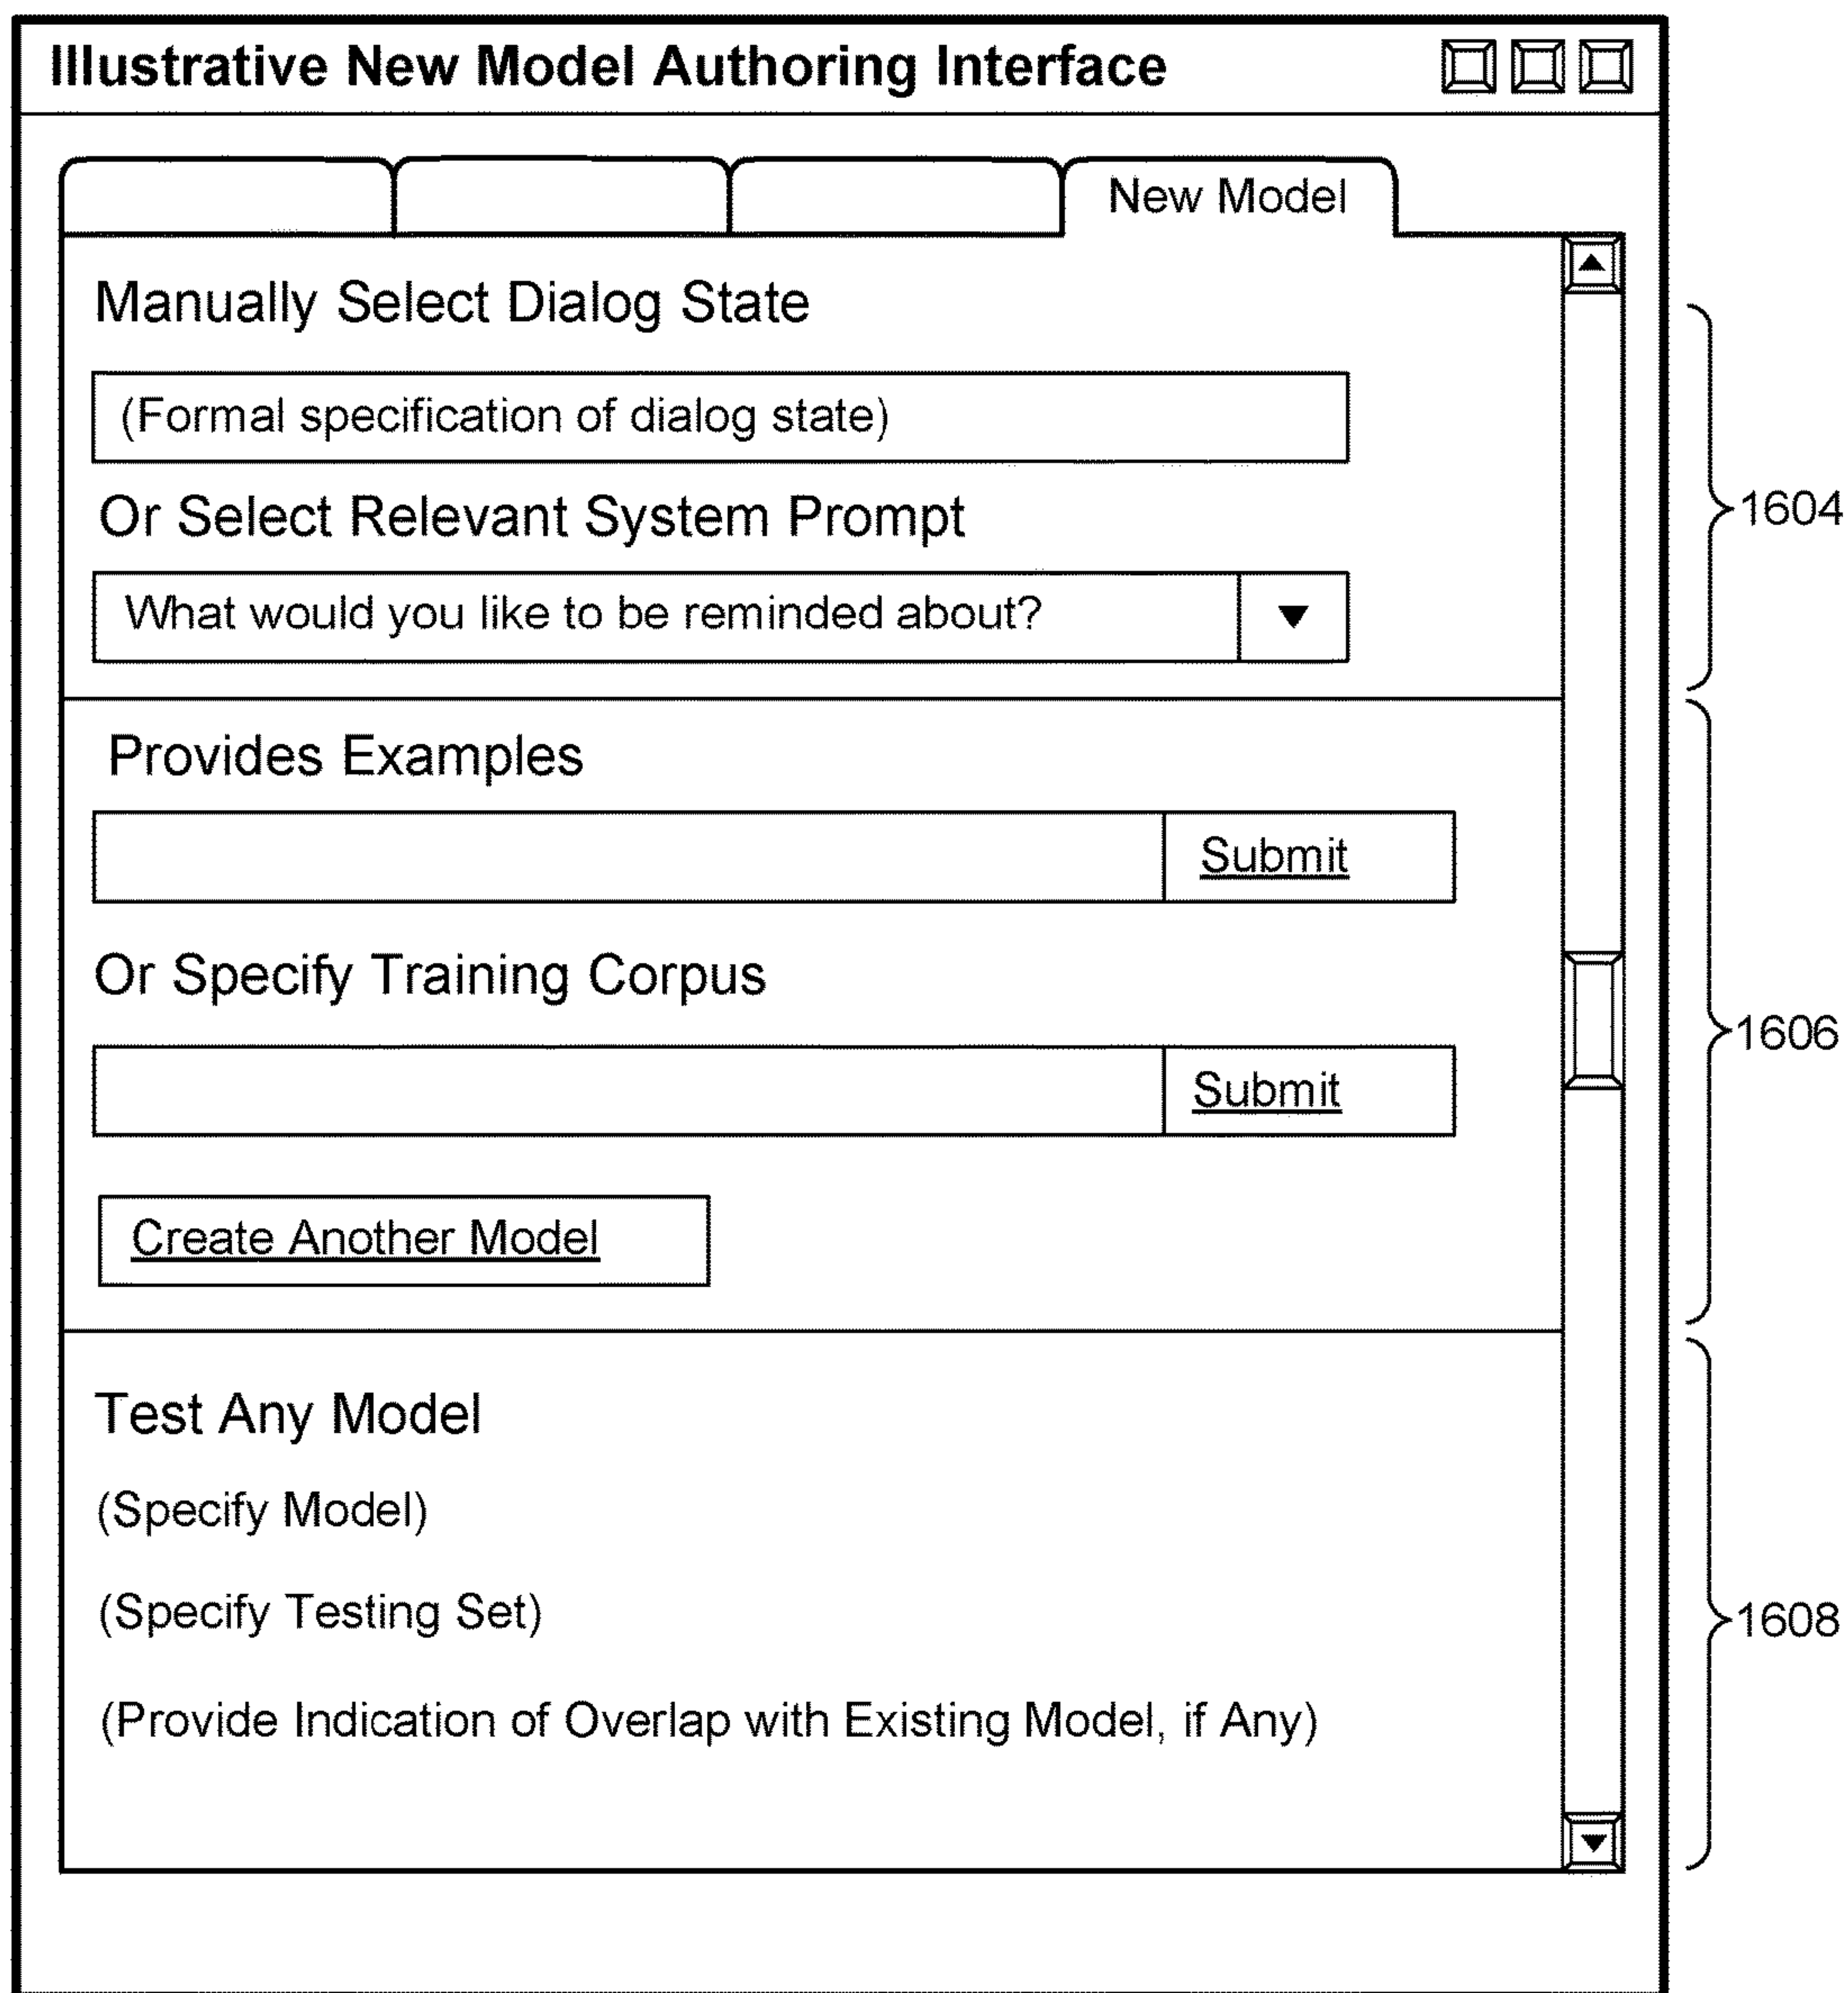 Illustrative New Model Authoring Interface
New Model
Manually Select Dialog State
(Formal specification of dialog state)
Or Select Relevant System Prompt
What would you like to be reminded about?
1604
Provides Examples
Submit
Or Specify Training Corpus
1606
Submit
Create Another Model
Test Any Model
(Specify Model)
(Specify Testing Set)
1608
(Provide Indication of Overlap with Existing Model, if Any)